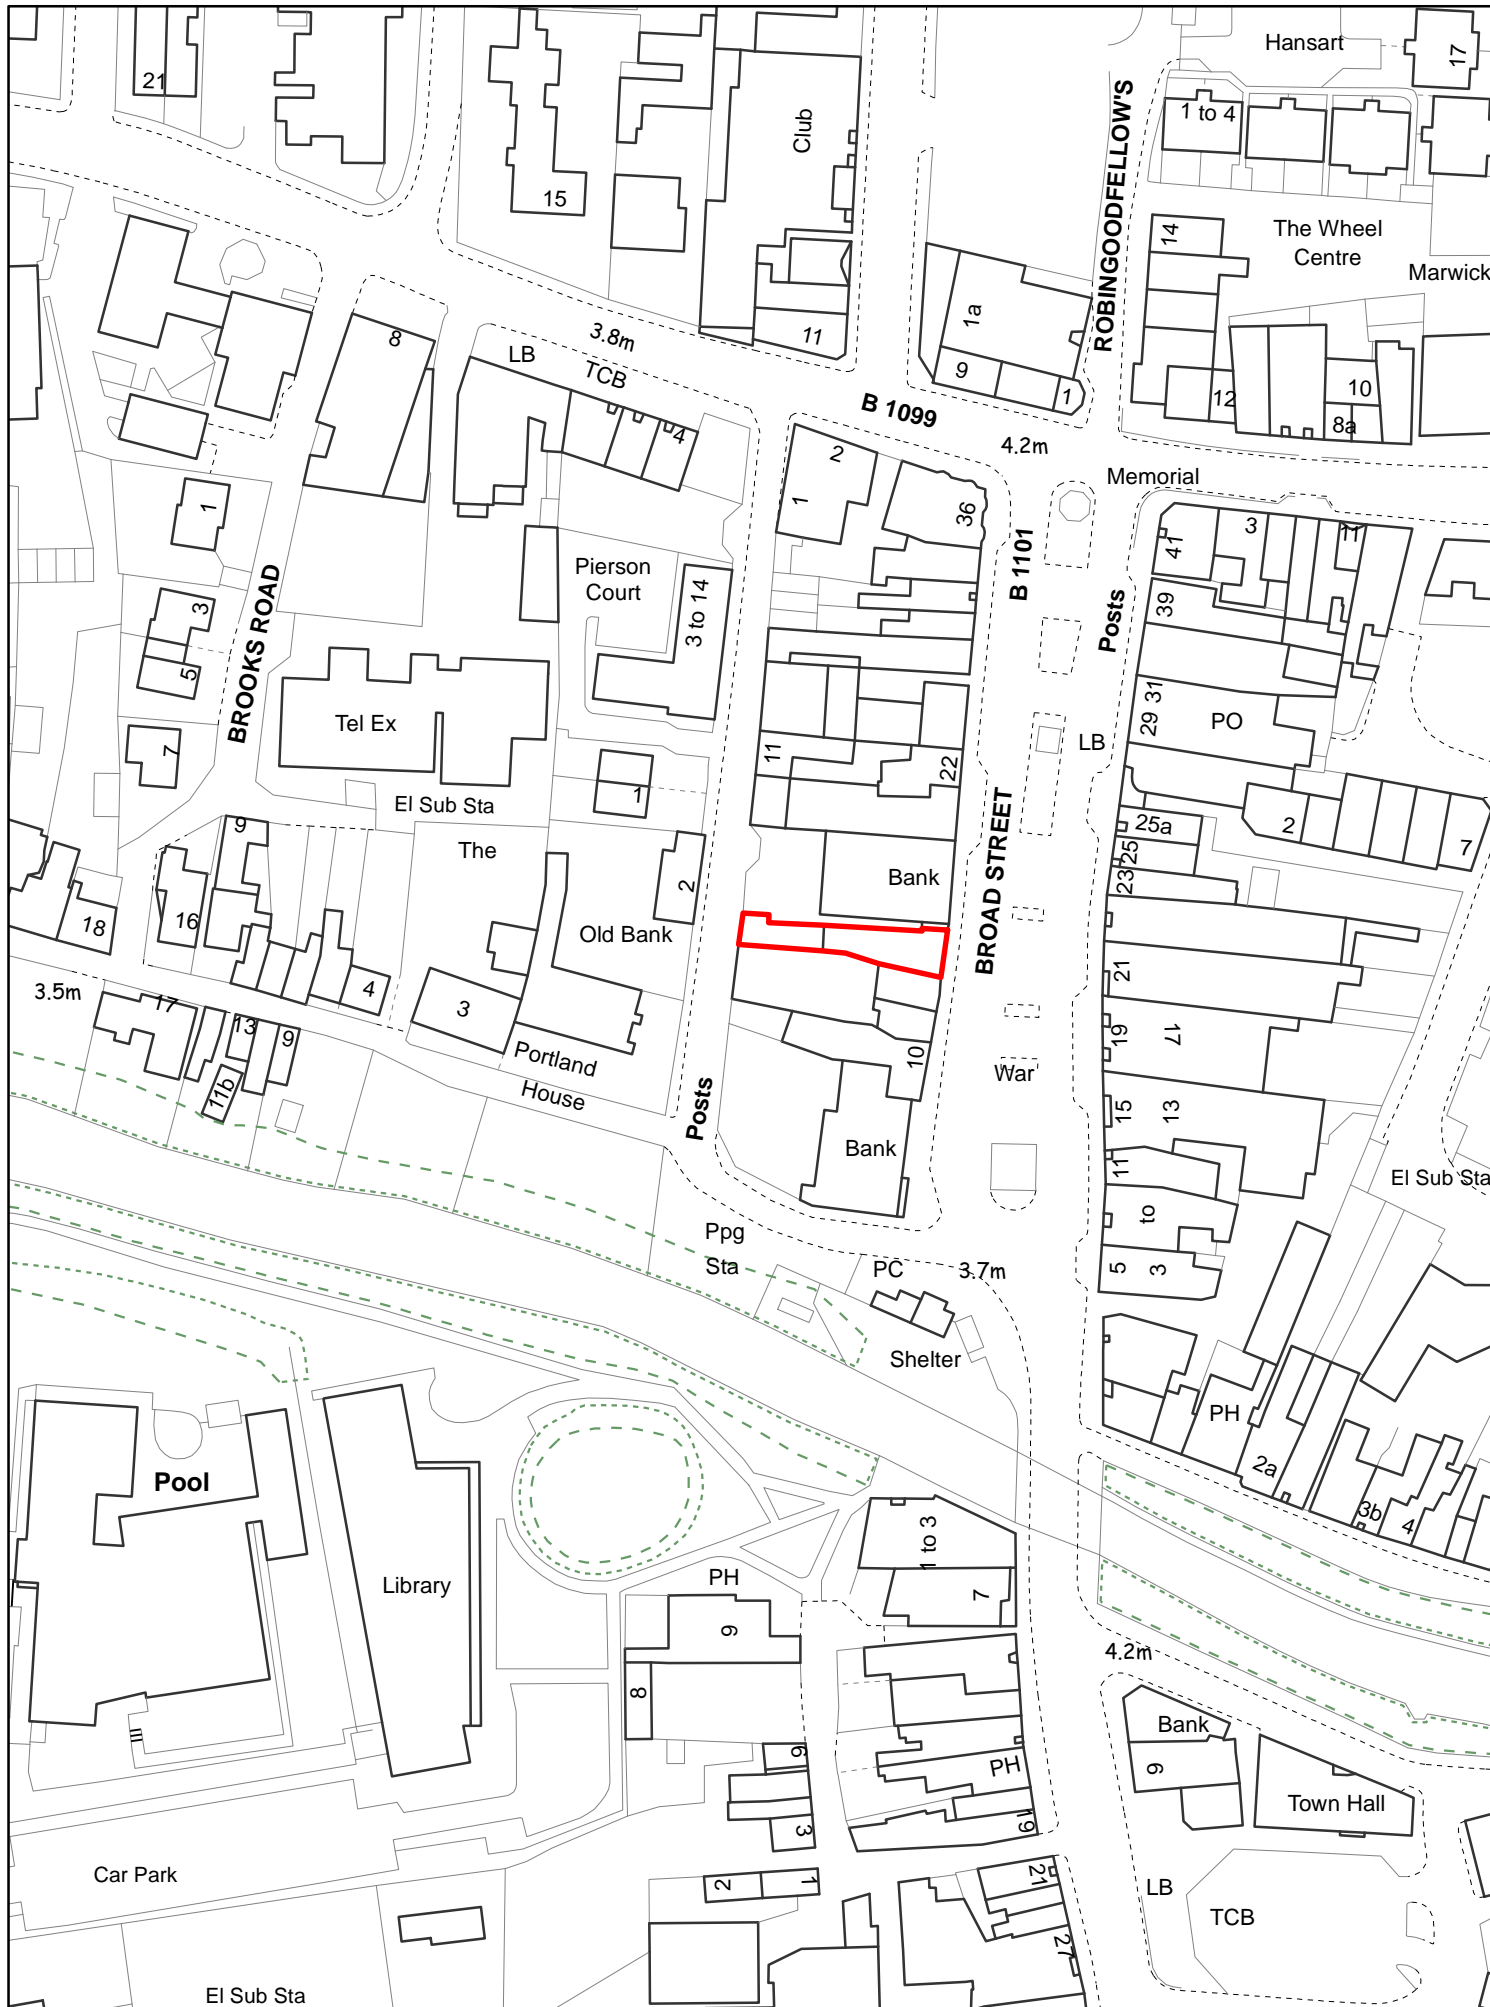 Hansart
17
21
1 to 4
ROBINGOODFELLOW'S
Club
15
14
The Wheel
Centre
Marwick
1a
8
3.8m
11
LB
TCB
9
1
12
10
8a
B 1099
4
4.2m
2
1
36
Memorial
41
3
11
1
B 1101
Pierson
Court
3 to 14
Posts
39
BROOKS ROAD
3
5
31
29
PO
Tel Ex
7
11
22
LB
El Sub Sta
1
BROAD STREET
25a
2
7
9
The
25
23
Bank
2
16
18
Old Bank
21
3.5m
17
4
3
13
9
11b
Portland
House
10
19
17
War
Posts
15
13
Bank
11
El Sub Sta
to
Ppg
Sta
PC
3.7m
5
3
Shelter
PH
2a
Pool
3b
4
1 to 3
Library
PH
7
9
4.2m
8
Bank
6
PH
9
Town Hall
3
19
Car Park
2
1
21
LB
TCB
27
El Sub Sta